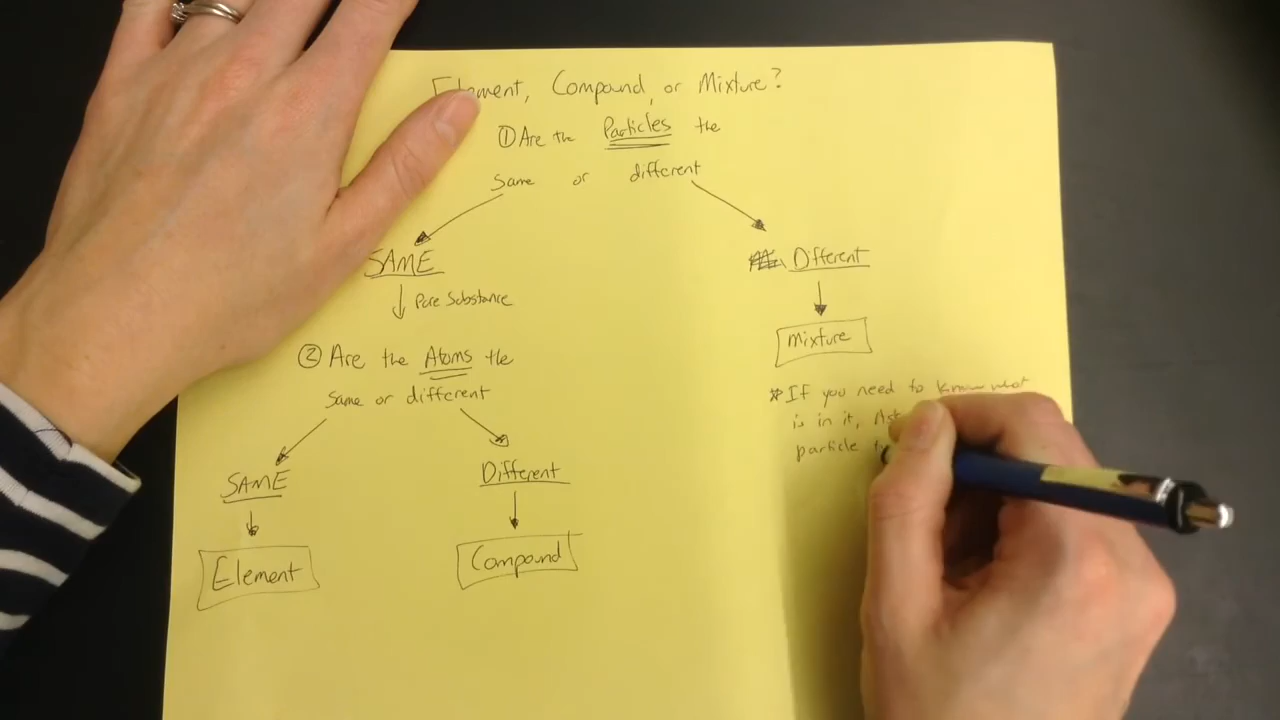 Element, Compound, or Mixture?
① Are the Particles the
Same or different
SAME
Different
Pure Substance
Mixture
② Are the Atoms the
Same or different
SAME
Different
Element
Compound
* If you need to know what
is in it,
particle